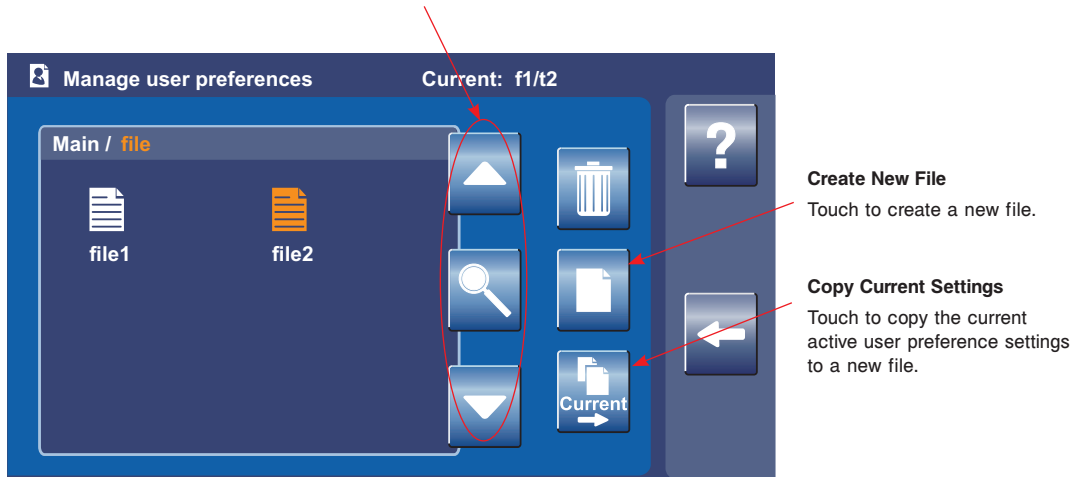 Manage user preferences Current: f1/t2
Main / file
file1 file2
?
Current
Create New File
Touch to create a new file.
Copy Current Settings
Touch to copy the current
active user preference settings
to a new file.